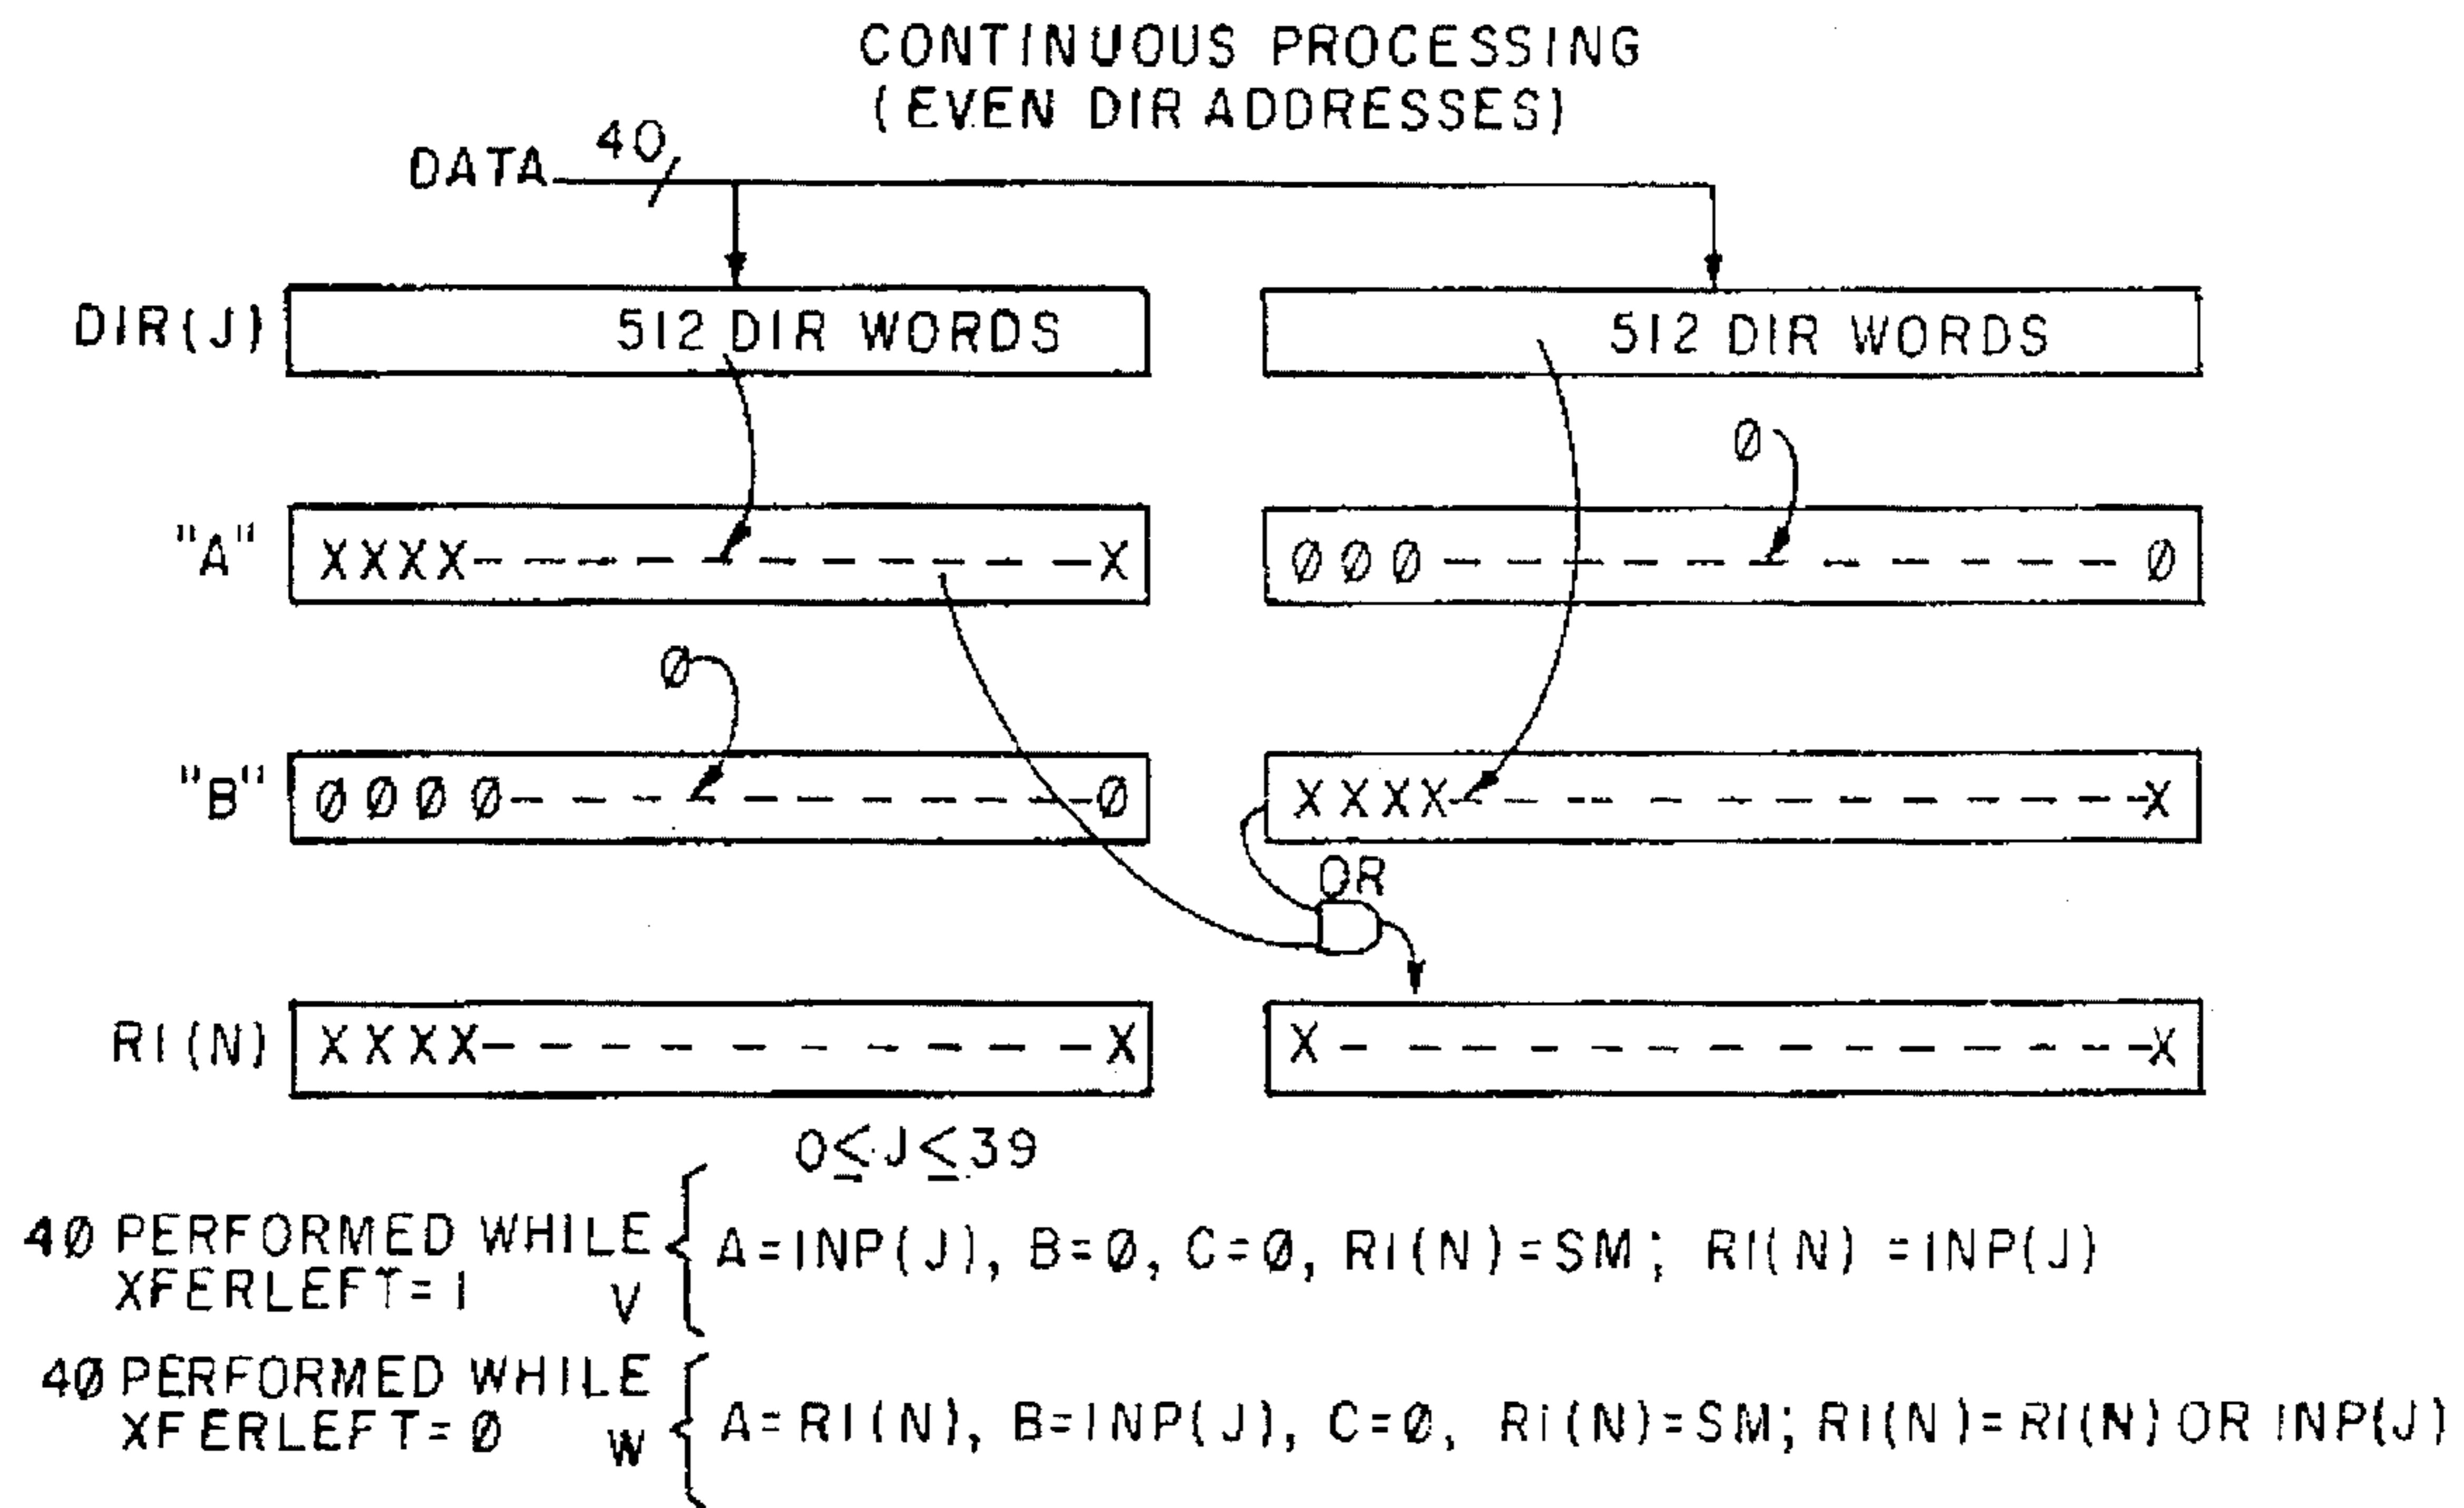 CONTINUOUS PROCESSING
(EVEN DIR ADDRESSES)
DATA 40
DIR(J) 512 DIR WORDS 512 DIR WORDS
Ø
"A" XXXX----------X ØØØ----------Ø
Ø
"B" ØØØØ----------Ø XXXX----------X
OR
RI(N) XXXX----------X X------------X
0≤J≤39
40 PERFORMED WHILE
XFERLEFT=1 V
A=INP(J), B=Ø, C=Ø, RI(N)=SM; RI(N)=INP(J)
4Ø PERFORMED WHILE
XFERLEFT=Ø W
A=RI(N), B=INP(J), C=Ø, RI(N)=SM; RI(N)=RI(N) OR INP(J)